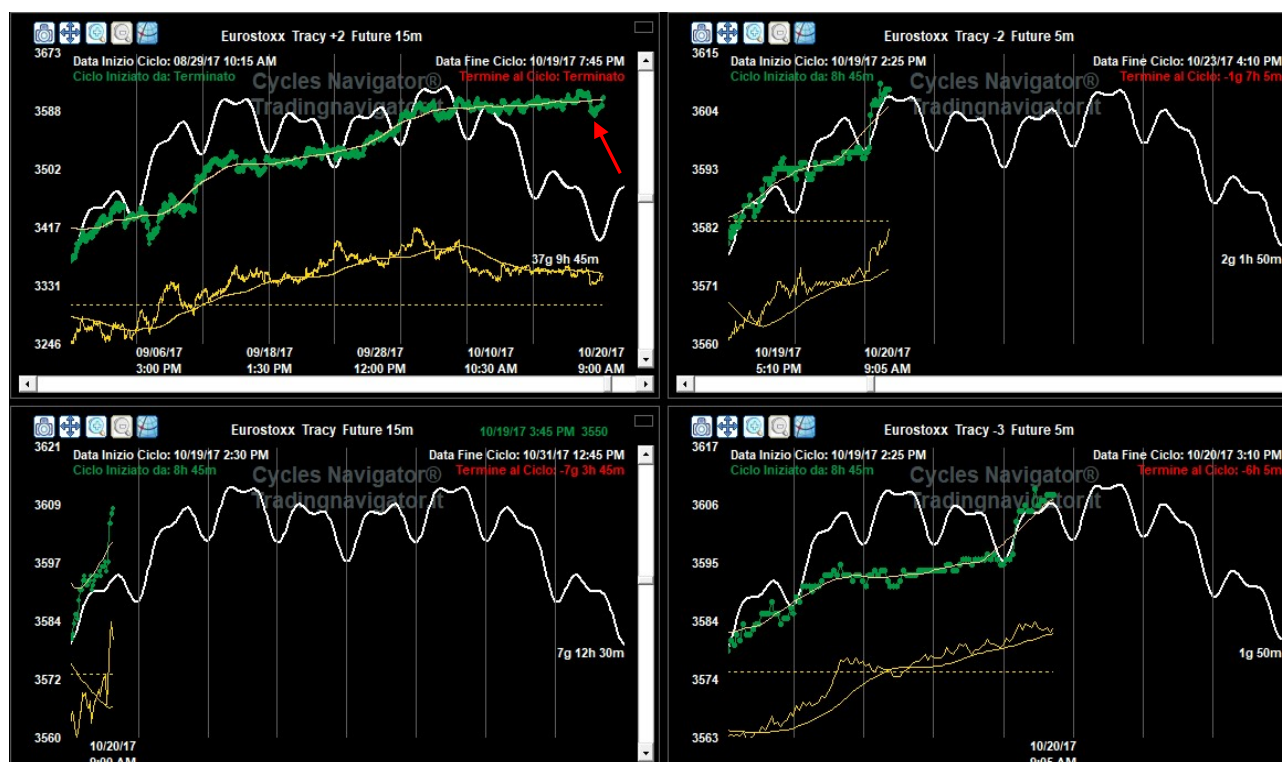 Eurostoxx Tracy +2 Future 15m
3673
Data Inizio Ciclo: 08/29/17 10:15 AM
Data Fine Ciclo: 10/19/17 7:45 PM
Ciclo Iniziato da: Terminato
Termine al Ciclo: Terminato
Cycles Navigator®
Tradingnavigator.it
3588
3502
3417
37g 9h 45m
3331
3246
09/06/17
09/18/17
09/28/17
10/10/17
10/20/17
3:00 PM
1:30 PM
12:00 PM
10:30 AM
9:00 AM
Eurostoxx Tracy -2 Future 5m
3615
Data Inizio Ciclo: 10/19/17 2:25 PM
Data Fine Ciclo: 10/23/17 4:10 PM
Ciclo Iniziato da: 8h 45m
Termine al Ciclo: -1g 7h 5m
Cycles Navigator®
Tradingnavigator.it
3604
3593
3582
2g 1h 50m
3571
3560
10/19/17
10/20/17
5:10 PM
9:05 AM
Eurostoxx Tracy Future 15m
10/19/17 3:45 PM 3550
3621
Data Inizio Ciclo: 10/19/17 2:30 PM
Data Fine Ciclo: 10/31/17 12:45 PM
Ciclo Iniziato da: 8h 45m
Termine al Ciclo: -7g 3h 45m
Cycles Navigator®
Tradingnavigator.it
3609
3597
3584
7g 12h 30m
3572
3560
10/20/17
9:00 AM
Eurostoxx Tracy -3 Future 5m
3617
Data Inizio Ciclo: 10/19/17 2:25 PM
Data Fine Ciclo: 10/20/17 3:10 PM
Ciclo Iniziato da: 8h 45m
Termine al Ciclo: -6h 5m
Cycles Navigator®
Tradingnavigator.it
3606
3595
3584
1g 50m
3574
3563
10/20/17
9:05 AM